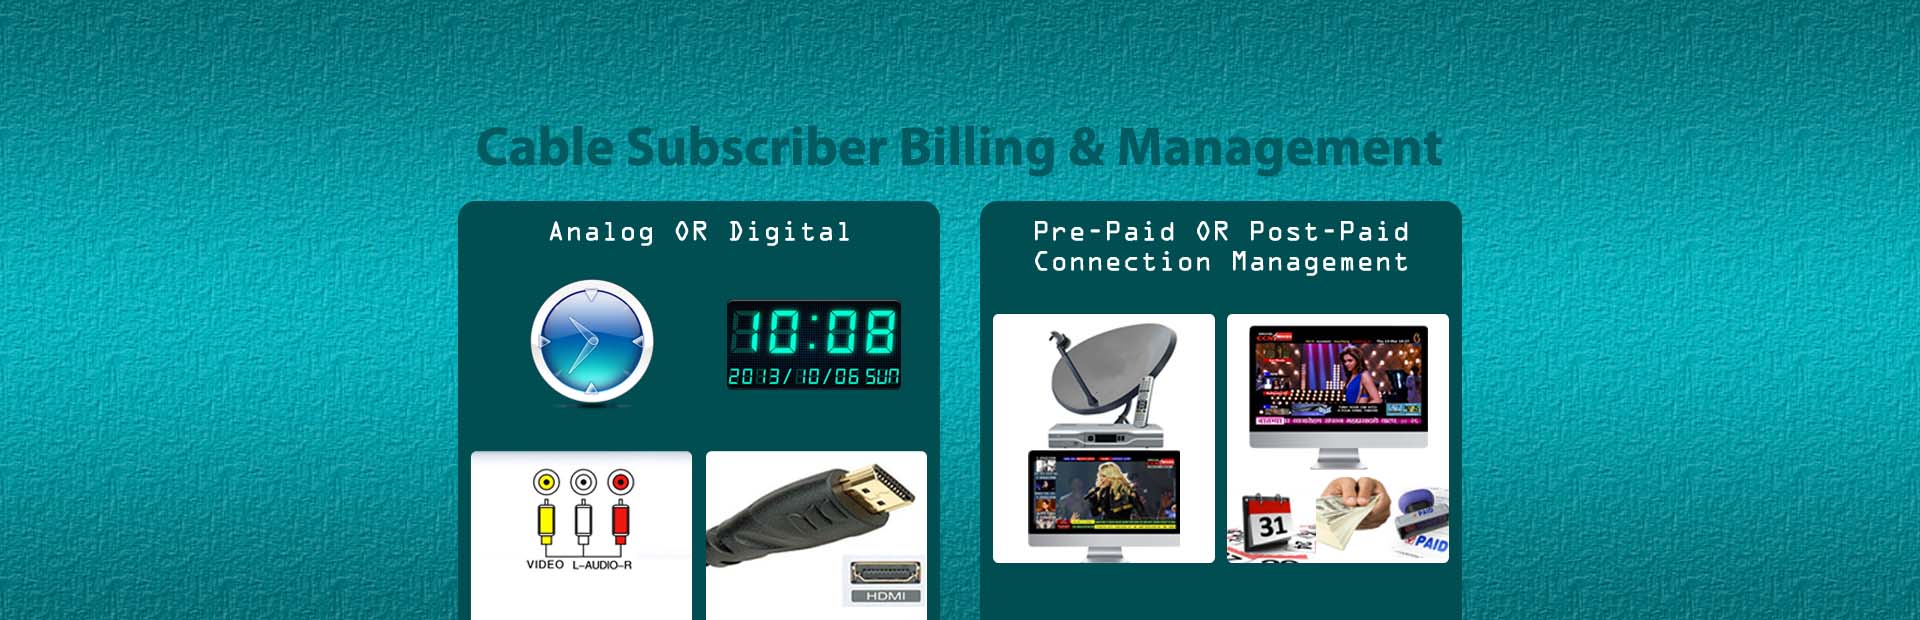 Cable Subscriber Billing & Management
Analog OR Digital
Pre-Paid OR Post-Paid
Connection Management
10:08
2013/10/06 SUN
VIDEO L-AUDIO-R
HDMI
31
PAID
PAID